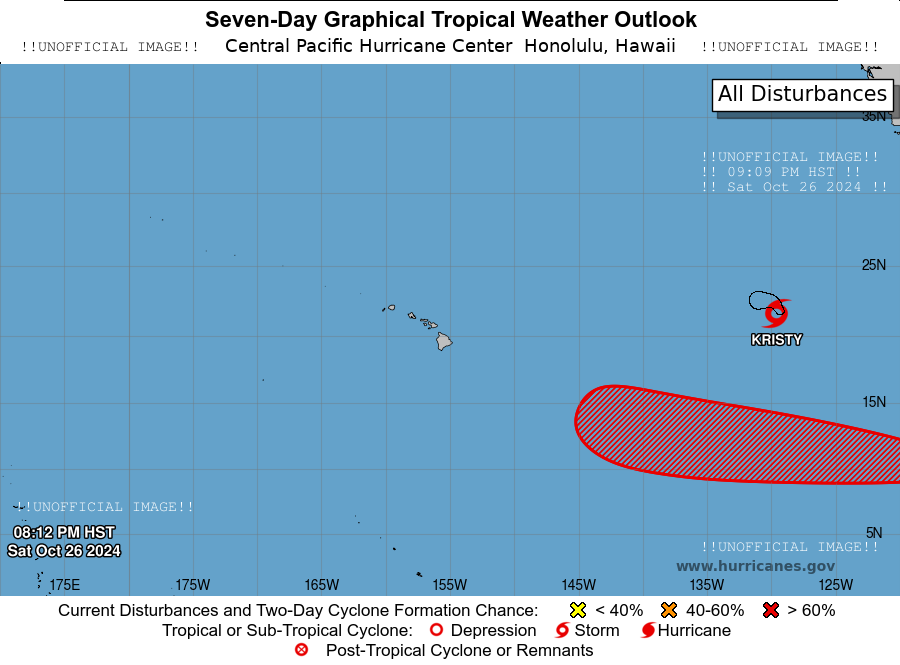 Seven-Day Graphical Tropical Weather Outlook
!!UNOFFICIAL IMAGE!! Central Pacific Hurricane Center Honolulu, Hawaii !!UNOFFICIAL IMAGE!!
All Disturbances
35N
!!UNOFFICIAL IMAGE!!
!! 09:09 PM HST !!
!! Sat Oct 26 2024 !!
25N
KRISTY
15N
!!UNOFFICIAL IMAGE!!
08:12 PM HST
Sat Oct 26 2024
5N
!!UNOFFICIAL IMAGE!!
www.hurricanes.gov
175E 175W 165W 155W 145W 135W 125W
Current Disturbances and Two-Day Cyclone Formation Chance: < 40% 40-60% > 60%
Tropical or Sub-Tropical Cyclone: Depression Storm Hurricane
Post-Tropical Cyclone or Remnants